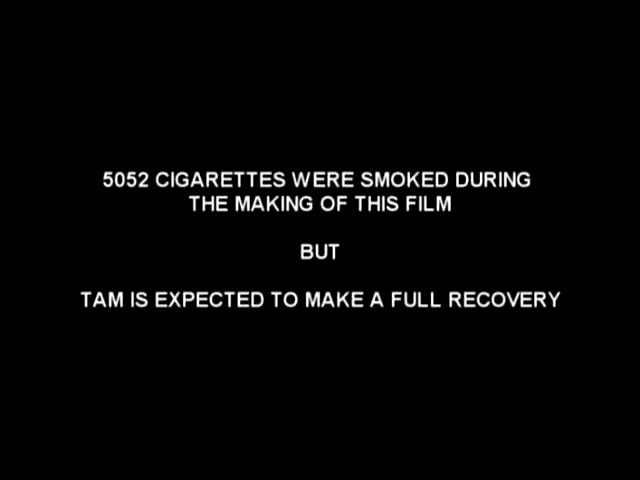 5052 CIGARETTES WERE SMOKED DURING
THE MAKING OF THIS FILM
BUT
TAM IS EXPECTED TO MAKE A FULL RECOVERY